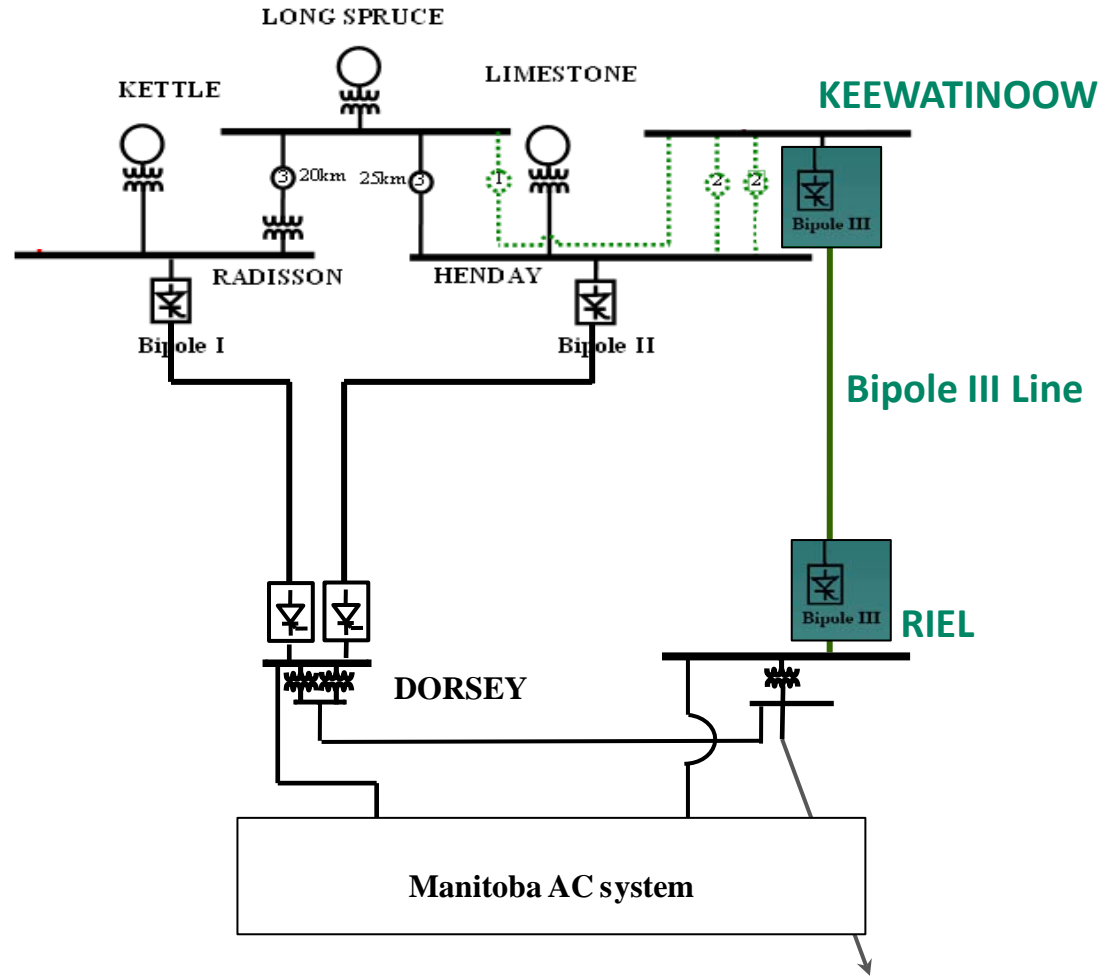 LONG SPRUCE
KETTLE
LIMESTONE
KEEWATINOOW
3 20km 25km 3
1
2
2
Bipole III
RADISSON
HENDAY
Bipole I
Bipole II
Bipole III Line
Bipole III
RIEL
DORSEY
Manitoba AC system